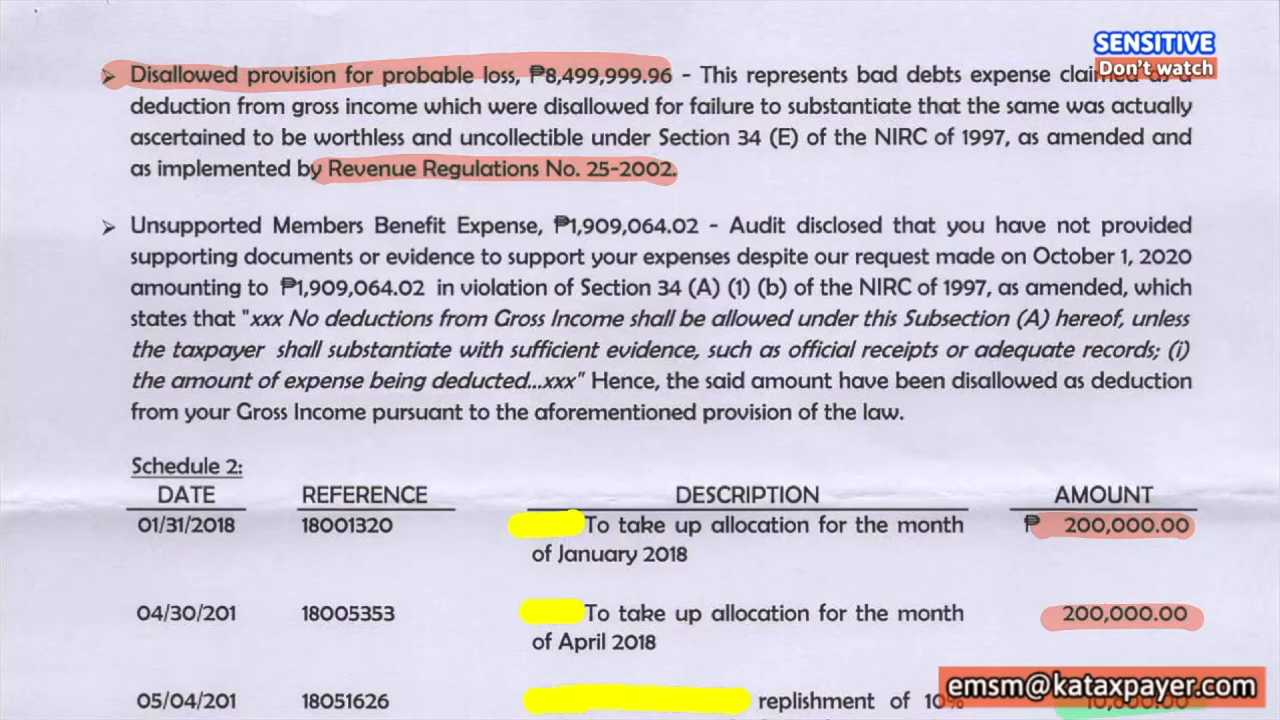 SENSITIVE
Don't watch
➢ Disallowed provision for probable loss, ₱8,499,999.96 - This represents bad debts expense claimed as a
deduction from gross income which were disallowed for failure to substantiate that the same was actually
ascertained to be worthless and uncollectible under Section 34 (E) of the NIRC of 1997, as amended and
as implemented by Revenue Regulations No. 25-2002.
➢ Unsupported Members Benefit Expense, ₱1,909,064.02 - Audit disclosed that you have not provided
supporting documents or evidence to support your expenses despite our request made on October 1, 2020
amounting to ₱1,909,064.02 in violation of Section 34 (A) (1) (b) of the NIRC of 1997, as amended, which
states that "xxx No deductions from Gross Income shall be allowed under this Subsection (A) hereof, unless
the taxpayer shall substantiate with sufficient evidence, such as official receipts or adequate records; (i)
the amount of expense being deducted...xxx" Hence, the said amount have been disallowed as deduction
from your Gross Income pursuant to the aforementioned provision of the law.
Schedule 2:
DATE REFERENCE DESCRIPTION AMOUNT
01/31/2018 18001320 To take up allocation for the month ₱ 200,000.00
of January 2018
04/30/201 18005353 To take up allocation for the month 200,000.00
of April 2018
05/04/201 18051626 replishment of 10% 10,000.00
emsm@kataxpayer.com